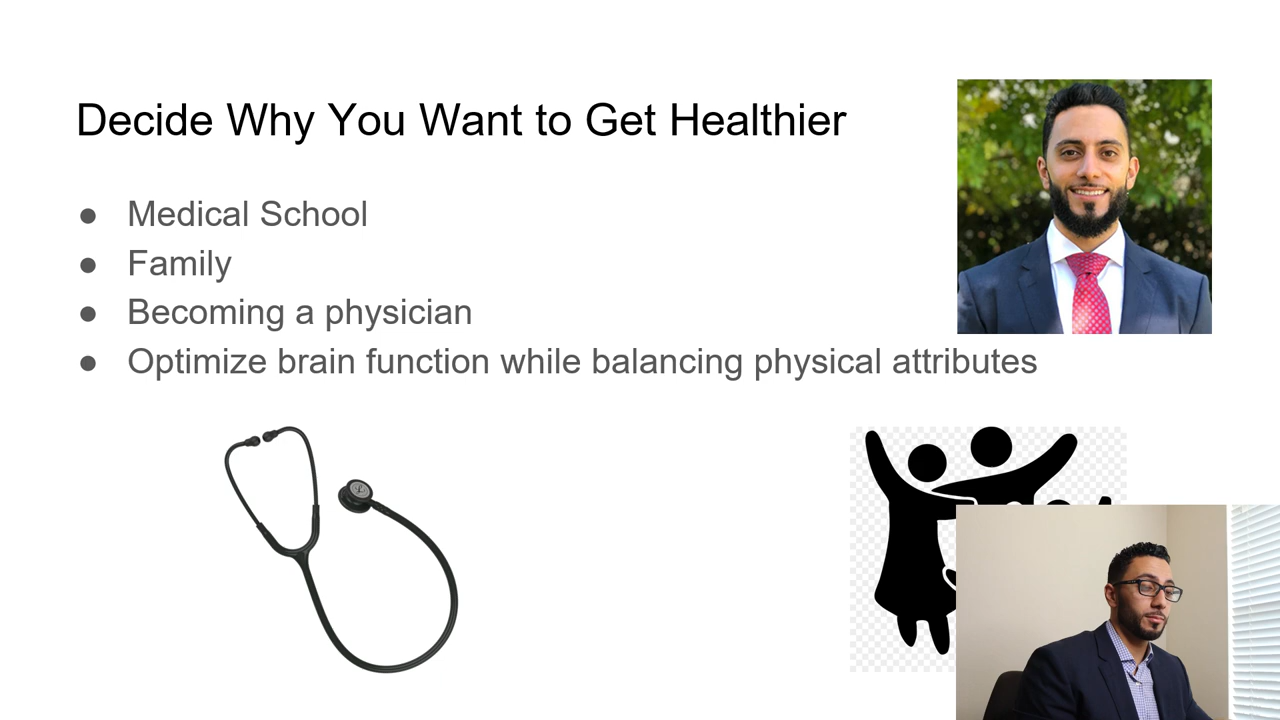 Decide Why You Want to Get Healthier
● Medical School
● Family
● Becoming a physician
● Optimize brain function while balancing physical attributes